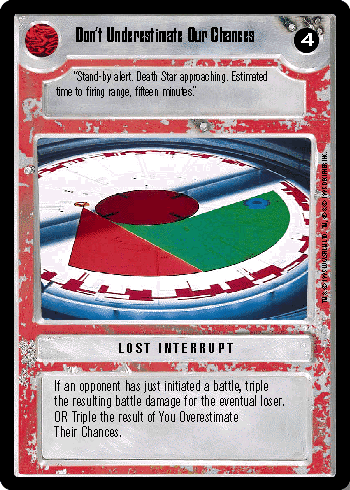 Don't Underestimate Our Chances
4
"Stand-by alert. Death Star approaching. Estimated
time to firing range, fifteen minutes."
LOST INTERRUPT
If an opponent has just initiated a battle, triple
the resulting battle damage for the eventual loser.
OR Triple the result of You Overestimate
Their Chances.